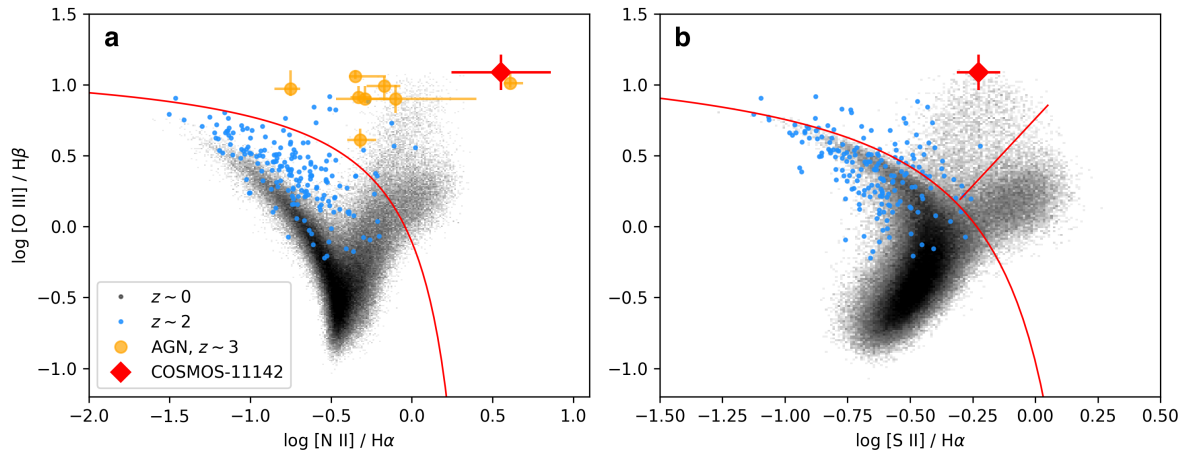 a
1.5
1.0
0.5
0.0
−0.5
−1.0
log [O III] / Hβ
z ~ 0
z ~ 2
AGN, z ~ 3
COSMOS-11142
−2.0 −1.5 −1.0 −0.5 0.0 0.5 1.0
log [N II] / Hα
b
1.5
1.0
0.5
0.0
−0.5
−1.0
−1.50 −1.25 −1.00 −0.75 −0.50 −0.25 0.00 0.25 0.50
log [S II] / Hα